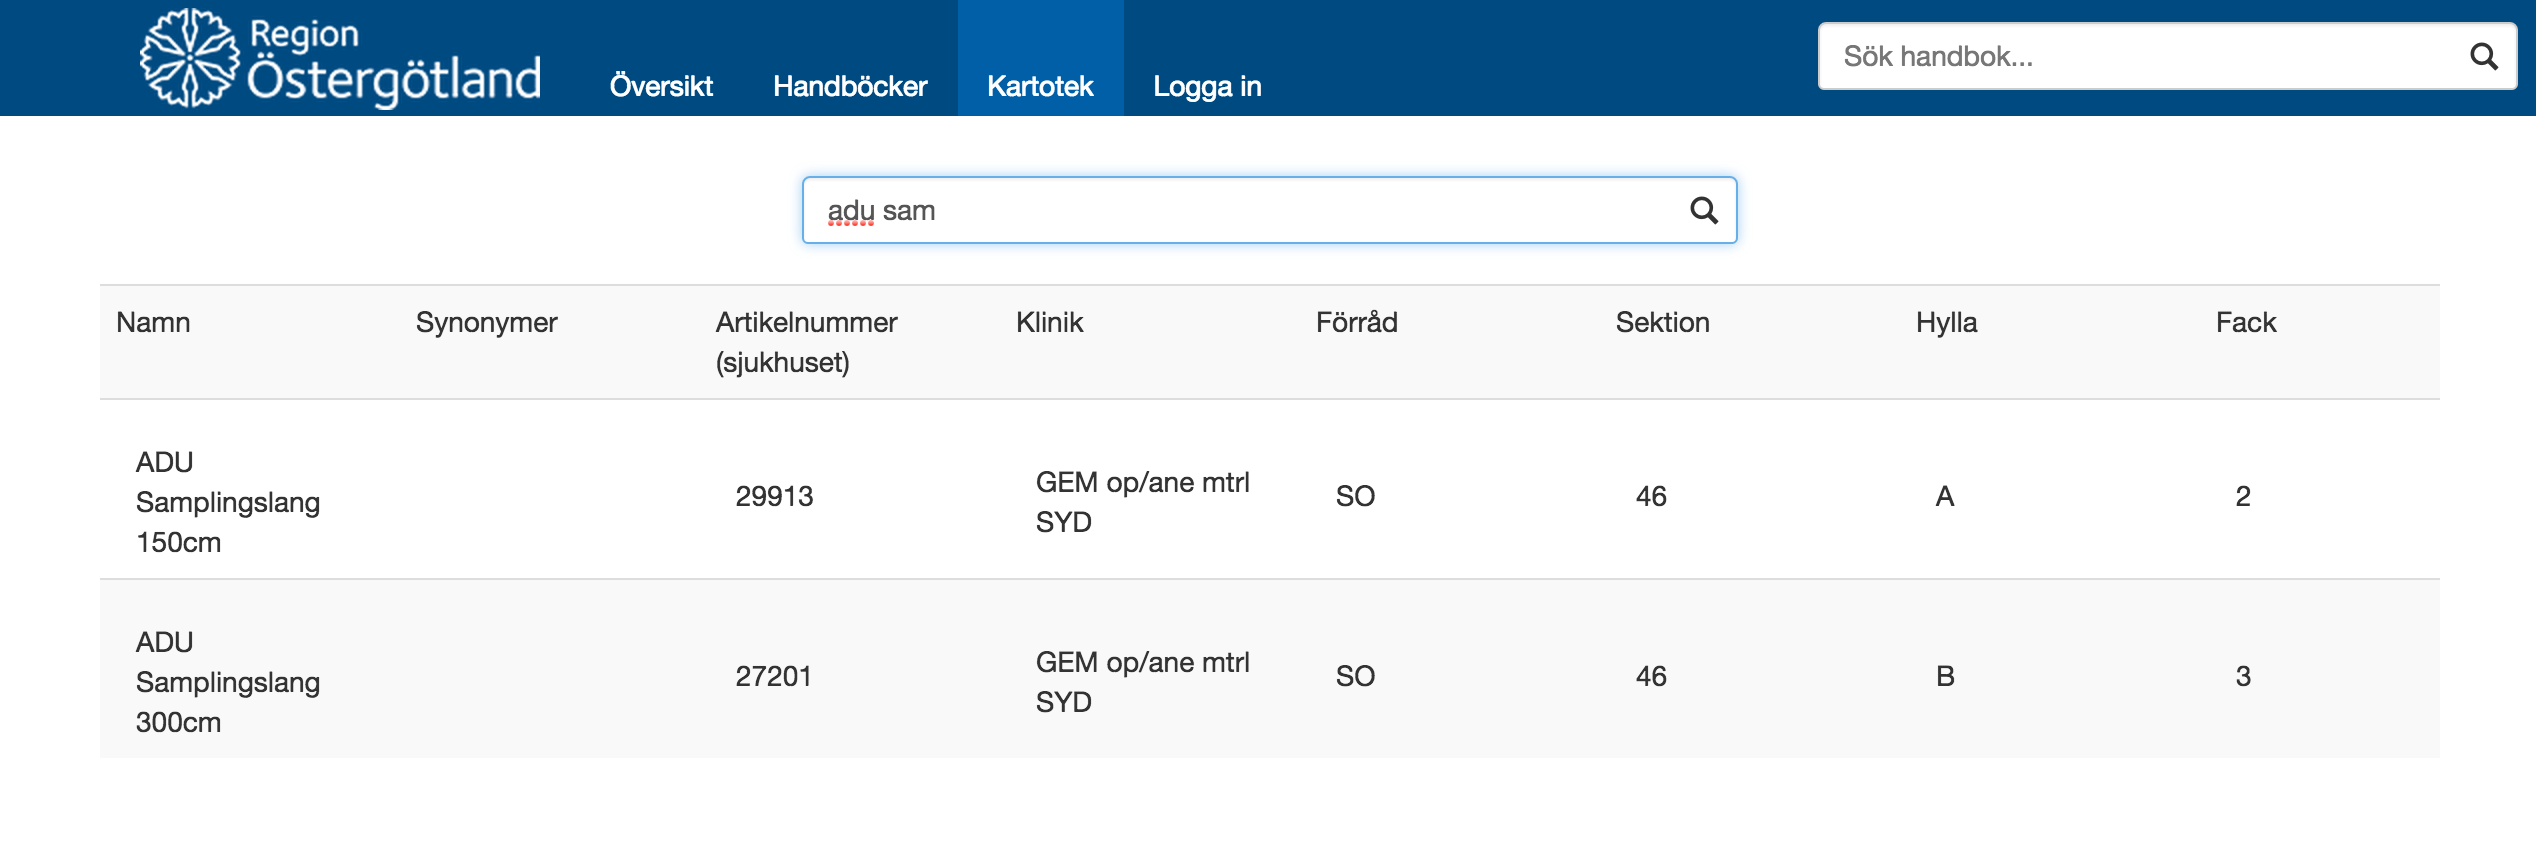 Region
Östergötland
Översikt Handböcker Kartotek Logga in
Sök handbok...
adu sam
Namn Synonymer Artikelnummer Klinik Förråd Sektion Hylla Fack
(sjukhuset)
ADU
Samplingslang
150cm
29913
GEM op/ane mtrl
SYD
SO
46
A
2
ADU
Samplingslang
300cm
27201
GEM op/ane mtrl
SYD
SO
46
B
3